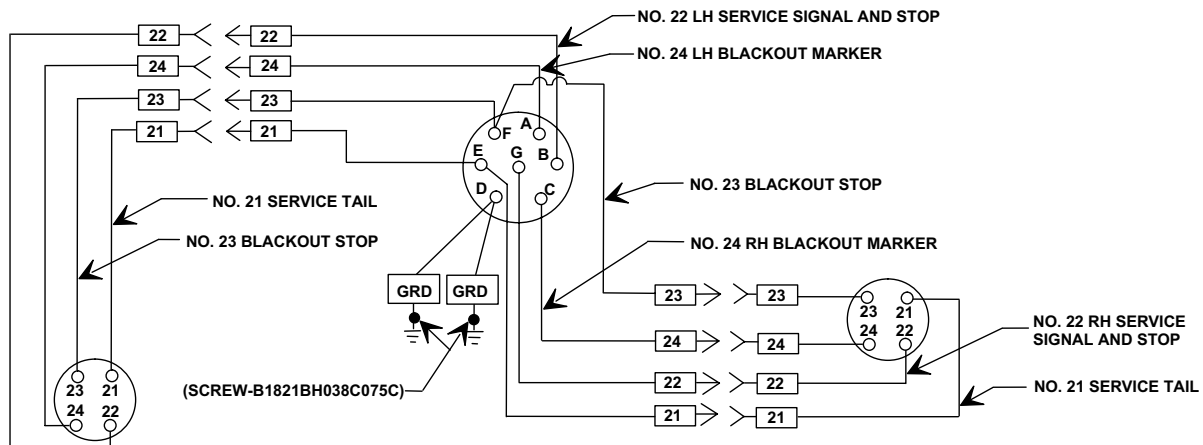 NO. 22 LH SERVICE SIGNAL AND STOP
22 22
NO. 24 LH BLACKOUT MARKER
24 24
23 23
21 21
F A
E G B
D C
NO. 23 BLACKOUT STOP
NO. 21 SERVICE TAIL
NO. 23 BLACKOUT STOP
NO. 24 RH BLACKOUT MARKER
GRD GRD
23 23
23 21
24 22
NO. 22 RH SERVICE
SIGNAL AND STOP
24 24
22 22
(SCREW-B1821BH038C075C)
NO. 21 SERVICE TAIL
21 21
23 21
24 22